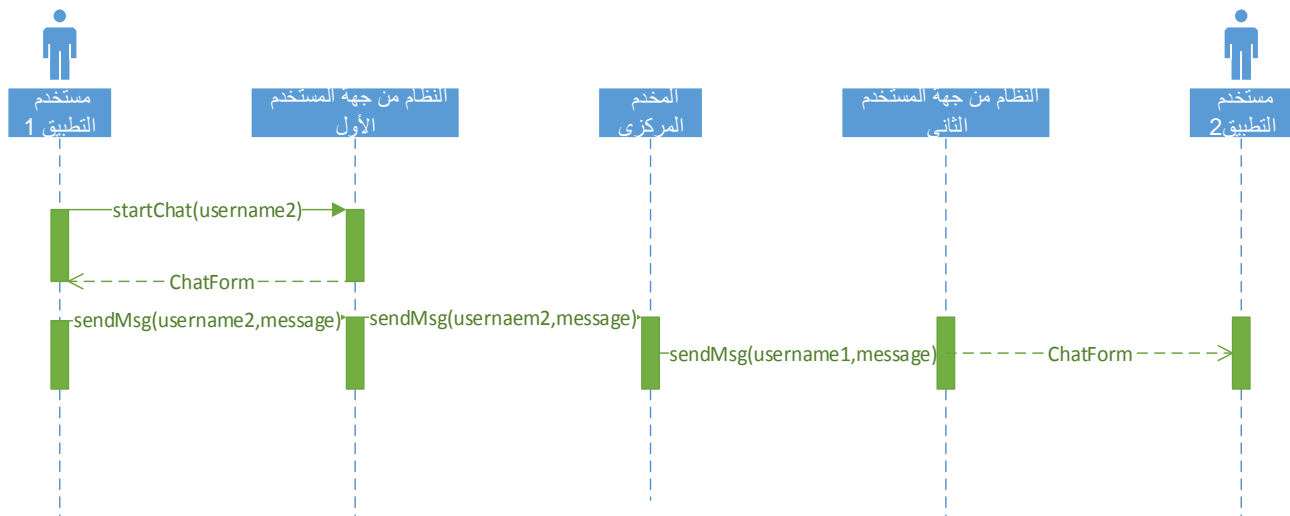 مستخدم
التطبيق 1
النظام من جهة المستخدم
الأول
المخدم
المركزي
النظام من جهة المستخدم
الثاني
مستخدم
التطبيق2
startChat(username2)
ChatForm
sendMsg(username2,message)
sendMsg(usernaem2,message)
sendMsg(username1,message)
ChatForm